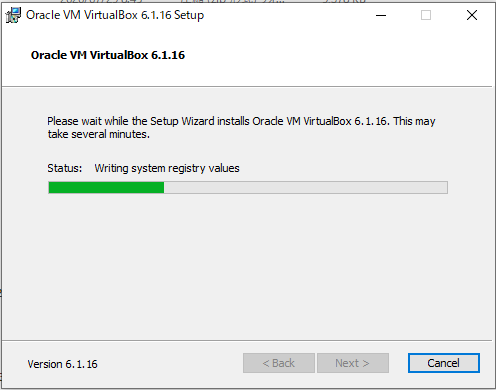 Oracle VM VirtualBox 6.1.16 Setup
Oracle VM VirtualBox 6.1.16
Please wait while the Setup Wizard installs Oracle VM VirtualBox 6.1.16. This may
take several minutes.
Status: Writing system registry values
Version 6.1.16
< Back Next > Cancel